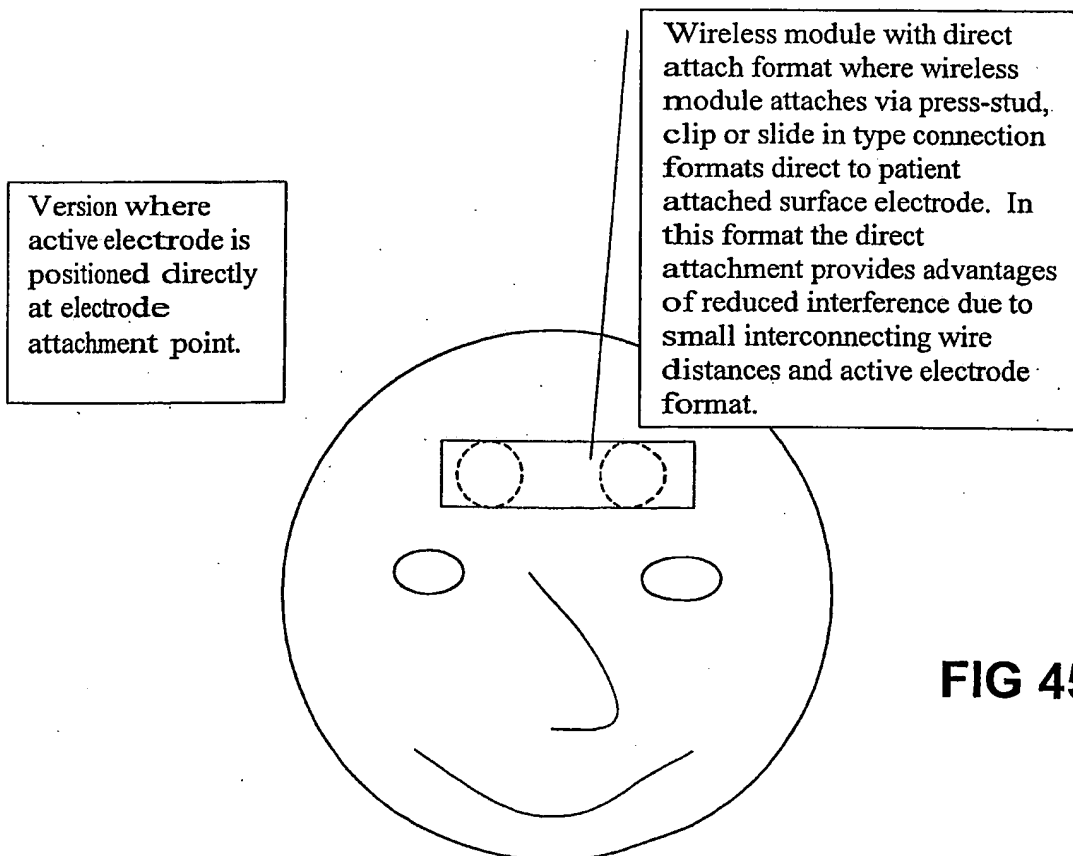 Wireless module with direct
attach format where wireless
module attaches via press-stud,
clip or slide in type connection
formats direct to patient
attached surface electrode. In
this format the direct
attachment provides advantages
of reduced interference due to
small interconnecting wire
distances and active electrode
format.
Version where
active electrode is
positioned directly
at electrode
attachment point.
FIG 45